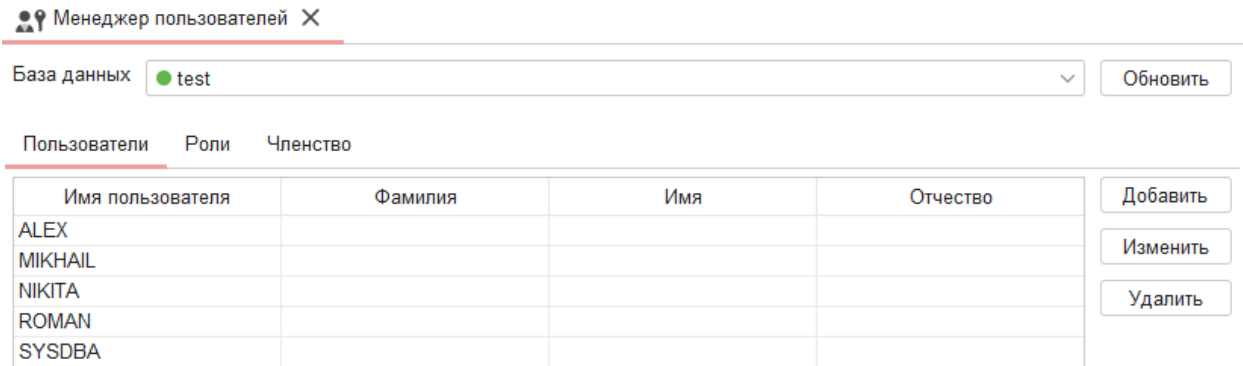 Менеджер пользователей
База данных test Обновить
Пользователи Роли Членство
Имя пользователя Фамилия Имя Отчество Добавить
ALEX
MIKHAIL Изменить
NIKITA Удалить
ROMAN
SYSDBA